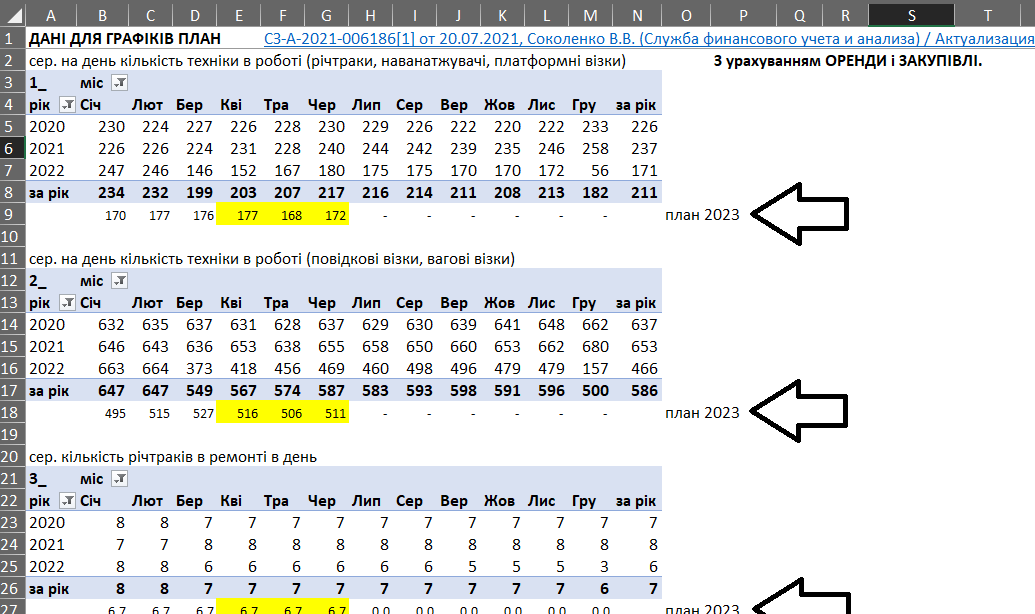 A B C D E F G H I J K L M N O P Q R S T
1 ДАНІ ДЛЯ ГРАФІКІВ ПЛАН СЗ-А-2021-006186[1] от 20.07.2021, Соколенко В.В. (Служба финансового учета и анализа) / Актуализация
2 сер. на день кількість техніки в роботі (річтраки, наванатжувачі, платформні візки) З урахуванням ОРЕНДИ і ЗАКУПІВЛІ.
3 1_ міс
4 рік Січ Лют Бер Кві Тра Чер Лип Сер Вер Жов Лис Гру за рік
5 2020 230 224 227 226 228 230 229 226 222 220 222 233 226
6 2021 226 226 224 231 228 240 244 242 239 235 246 258 237
7 2022 247 246 146 152 167 180 175 175 170 170 172 56 171
8 за рік 234 232 199 203 207 217 216 214 211 208 213 182 211
9 170 177 176 177 168 172 - - - - - - план 2023
10
11 сер. на день кількість техніки в роботі (повідкові візки, вагові візки)
12 2_ міс
13 рік Січ Лют Бер Кві Тра Чер Лип Сер Вер Жов Лис Гру за рік
14 2020 632 635 637 631 628 637 629 630 639 641 648 662 637
15 2021 646 643 636 653 638 655 658 650 660 653 662 680 653
16 2022 663 664 373 418 456 469 460 498 496 479 479 157 466
17 за рік 647 647 549 567 574 587 583 593 598 591 596 500 586
18 495 515 527 516 506 511 - - - - - - план 2023
19
20 сер. кількість річтраків в ремонті в день
21 3_ міс
22 рік Січ Лют Бер Кві Тра Чер Лип Сер Вер Жов Лис Гру за рік
23 2020 8 8 7 7 7 7 7 7 7 7 7 7 7
24 2021 7 7 8 8 8 8 8 8 8 8 8 8 8
25 2022 8 8 6 6 6 6 6 6 5 5 5 3 6
26 за рік 8 8 7 7 7 7 7 7 7 7 7 6 7
27 6,7 6,7 6,7 6,7 6,7 6,7 0,0 0,0 0,0 0,0 0,0 0,0 план 2023